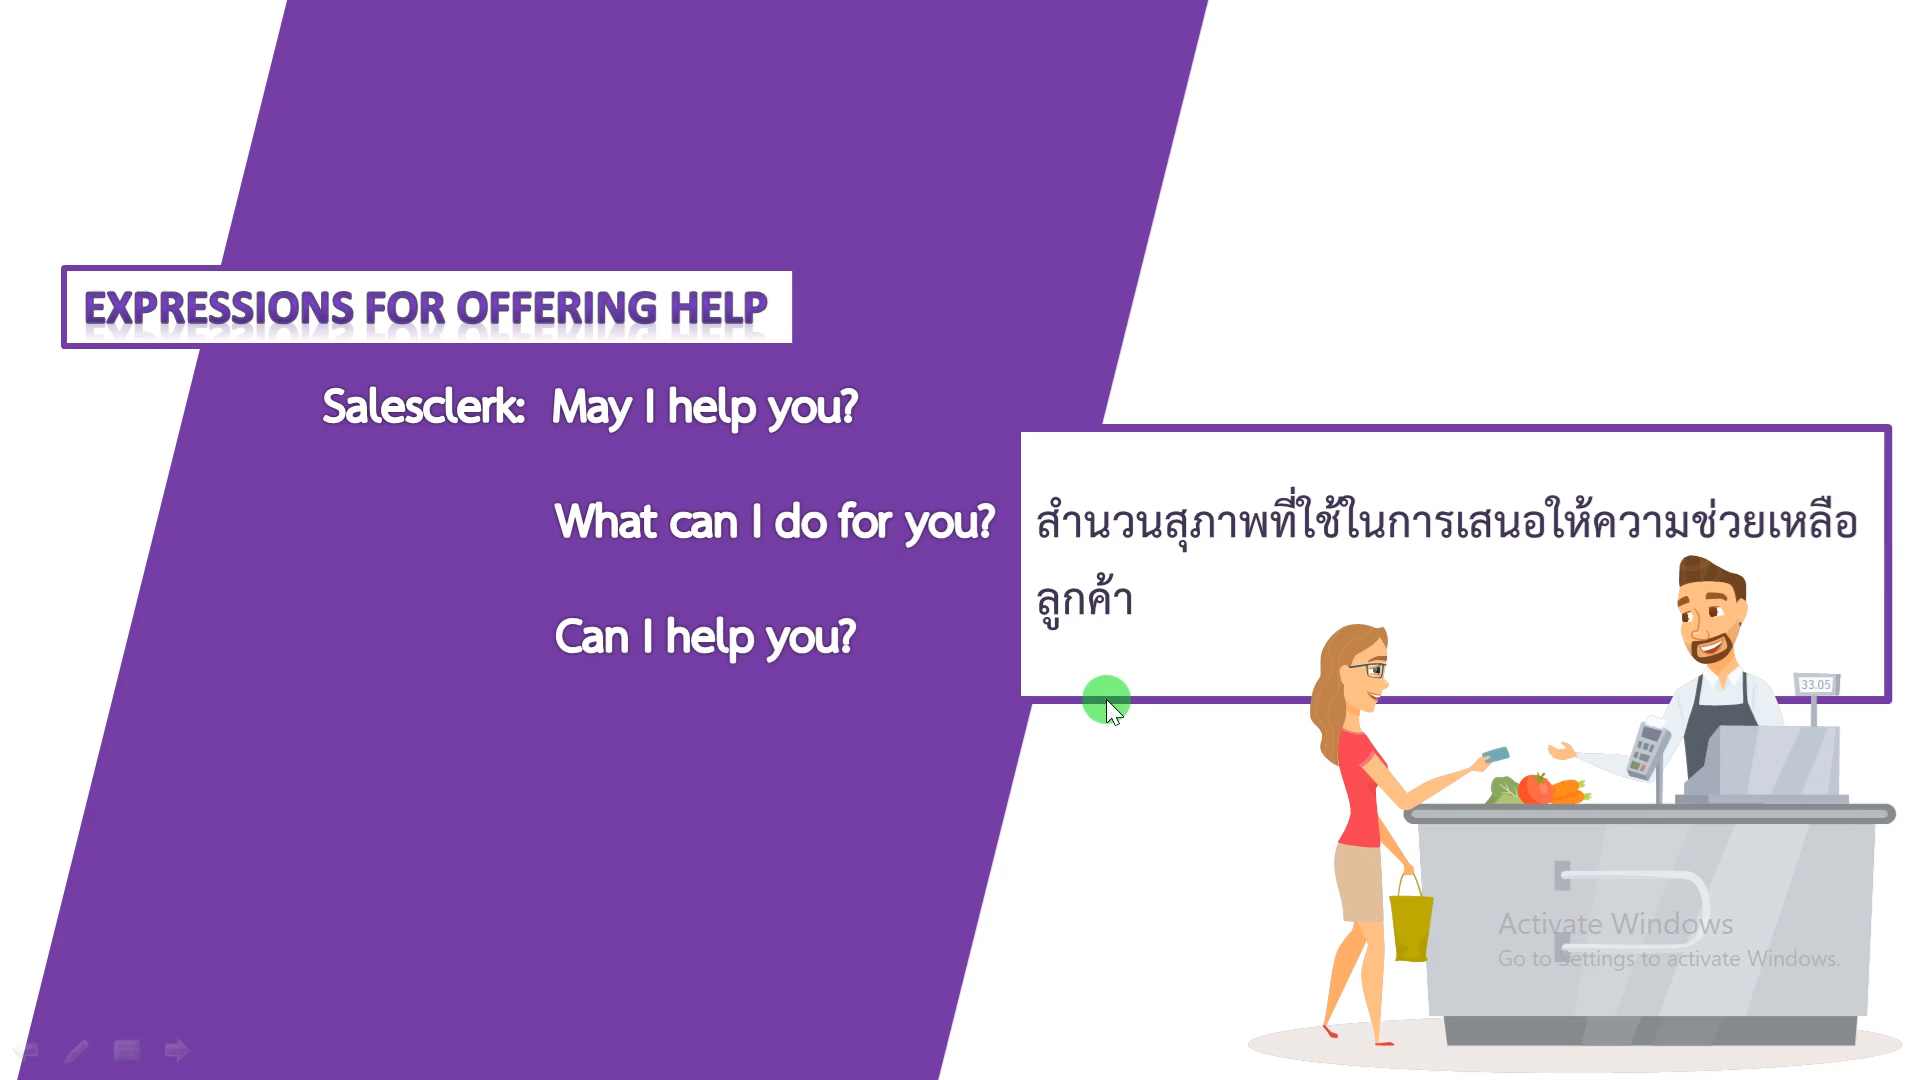 EXPRESSIONS FOR OFFERING HELP
Salesclerk: May I help you?
What can I do for you?
Can I help you?
สำนวนสุภาพที่ใช้ในการเสนอให้ความช่วยเหลือ
ลูกค้า
33.05
Activate Windows
Go to Settings to activate Windows.